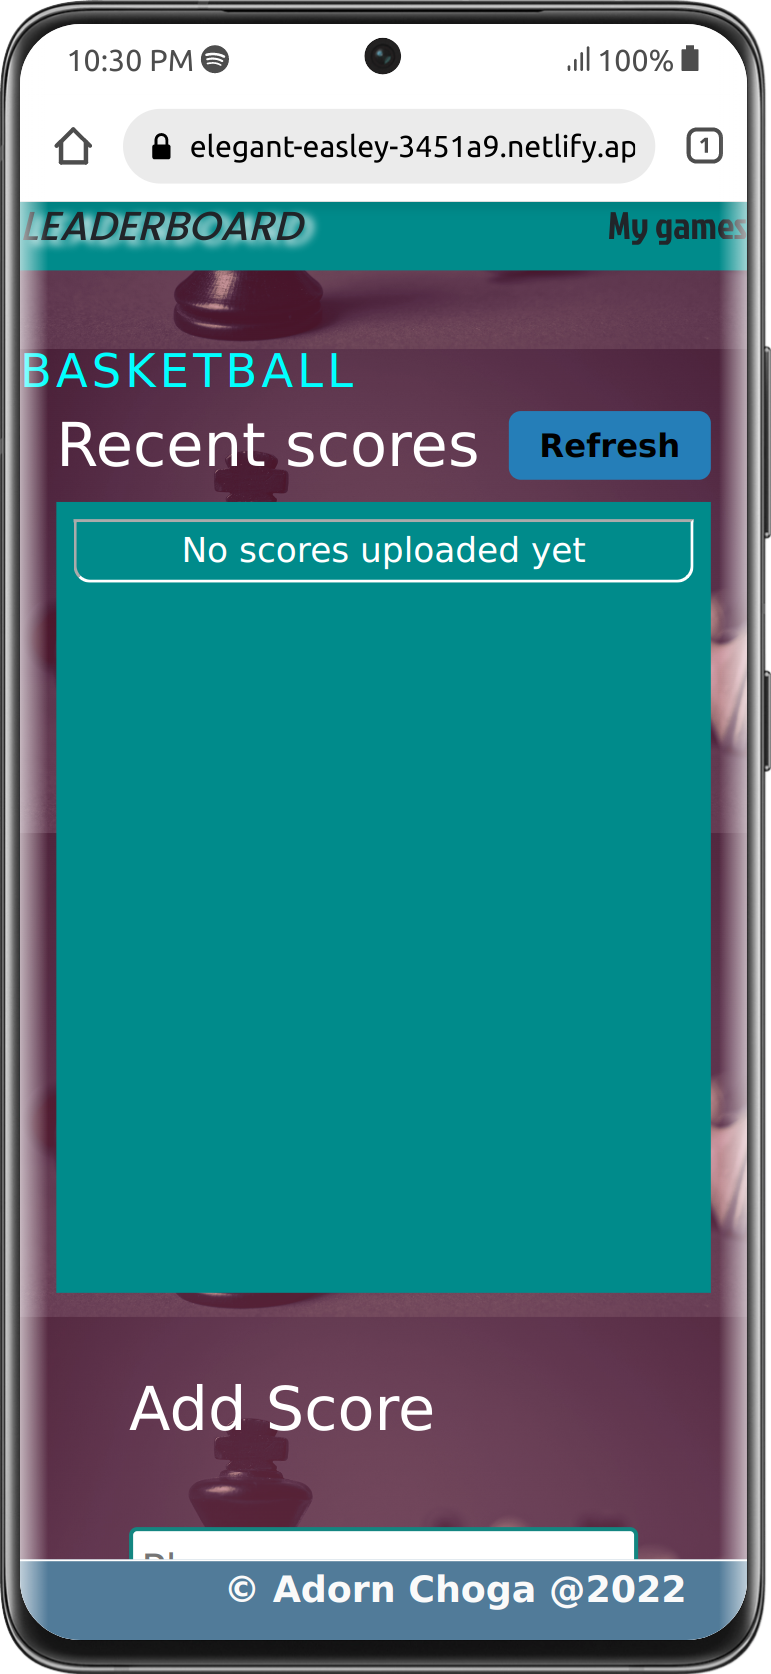 10:30 PM 100%
elegant-easley-3451a9.netlify.ap
1
LEADERBOARD My games
BASKETBALL
Recent scores Refresh
No scores uploaded yet
Add Score
© Adorn Choga @2022